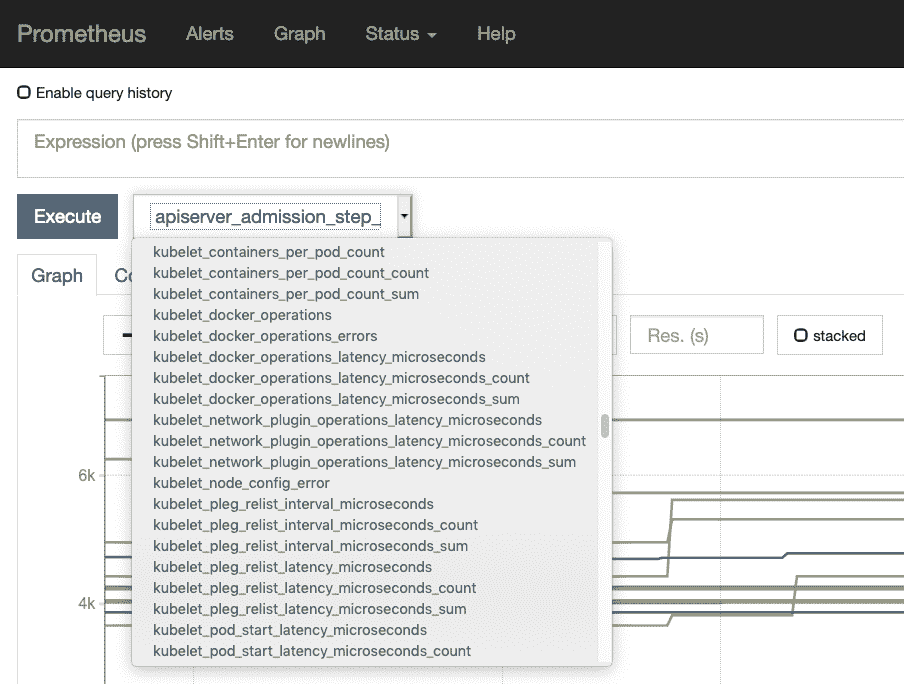 Prometheus Alerts Graph Status Help
Enable query history
Expression (press Shift+Enter for newlines)
Execute apiserver_admission_step_
Graph Co
kubelet_containers_per_pod_count
kubelet_containers_per_pod_count_count
kubelet_containers_per_pod_count_sum
kubelet_docker_operations
kubelet_docker_operations_errors
Res. (s) stacked
kubelet_docker_operations_latency_microseconds
kubelet_docker_operations_latency_microseconds_count
kubelet_docker_operations_latency_microseconds_sum
kubelet_network_plugin_operations_latency_microseconds
kubelet_network_plugin_operations_latency_microseconds_count
kubelet_network_plugin_operations_latency_microseconds_sum
6k
kubelet_node_config_error
kubelet_pleg_relist_interval_microseconds
kubelet_pleg_relist_interval_microseconds_count
kubelet_pleg_relist_interval_microseconds_sum
kubelet_pleg_relist_latency_microseconds
kubelet_pleg_relist_latency_microseconds_count
4k
kubelet_pleg_relist_latency_microseconds_sum
kubelet_pod_start_latency_microseconds
kubelet_pod_start_latency_microseconds_count